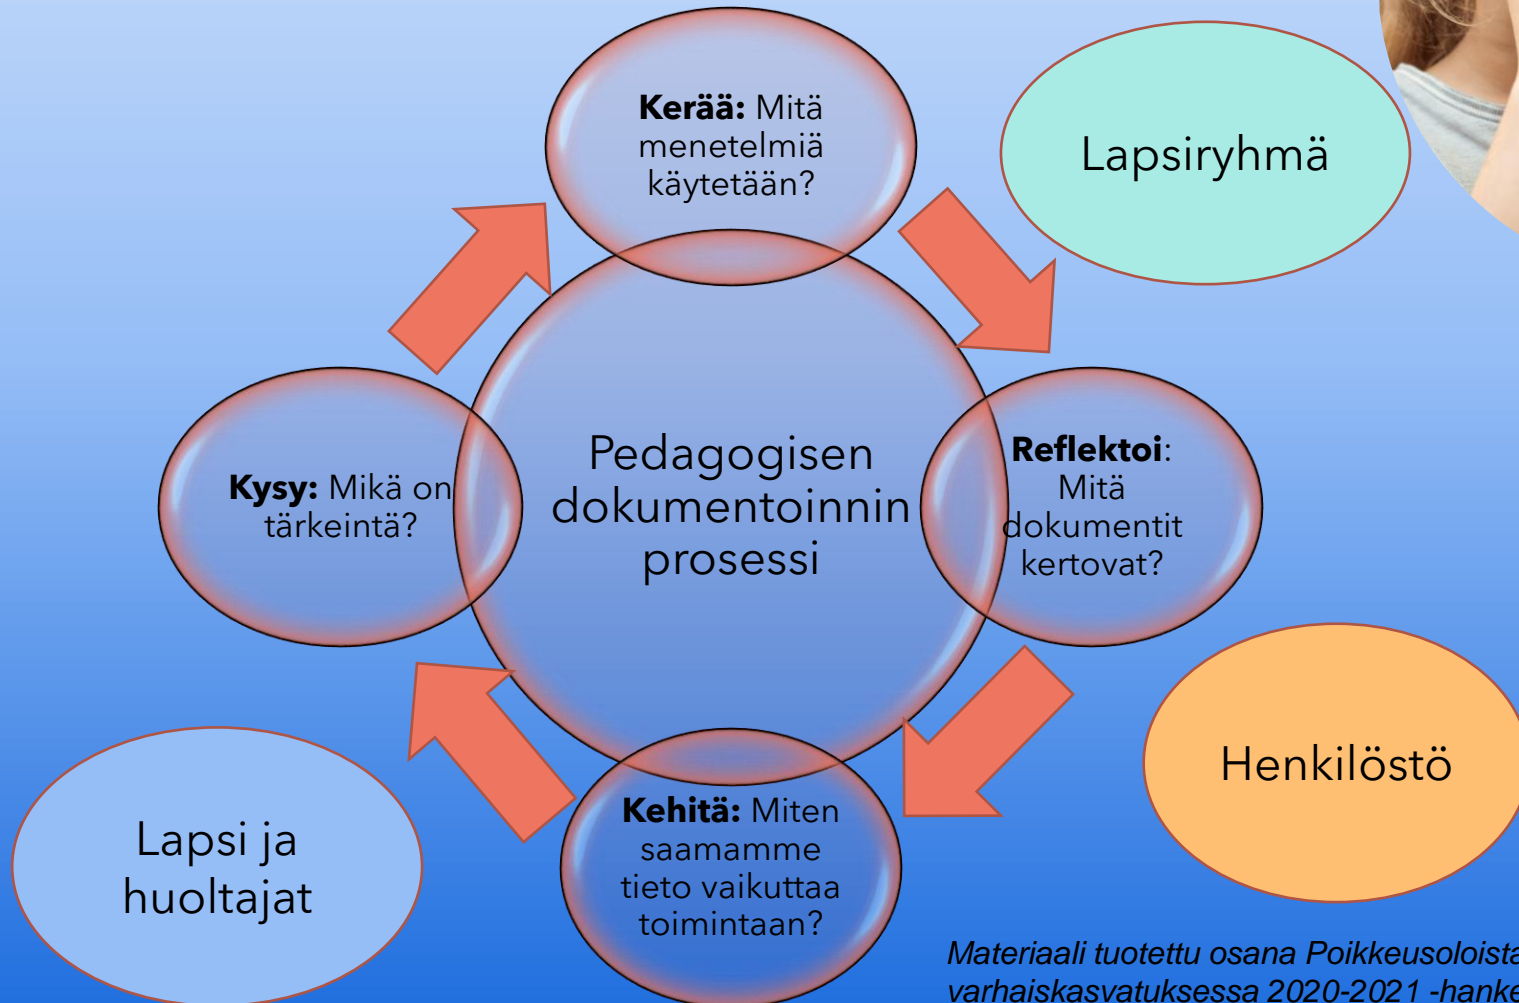 Kerää: Mitä
menetelmiä
käytetään?
Lapsiryhmä
Pedagogisen
dokumentoinnin
prosessi
Reflektoi:
Mitä
dokumentit
kertovat?
Kysy: Mikä on
tärkeintä?
Henkilöstö
Kehitä: Miten
saamamme
tieto vaikuttaa
toimintaan?
Lapsi ja
huoltajat
Materiaali tuotettu osana Poikkeusoloista
varhaiskasvatuksessa 2020-2021 -hanke